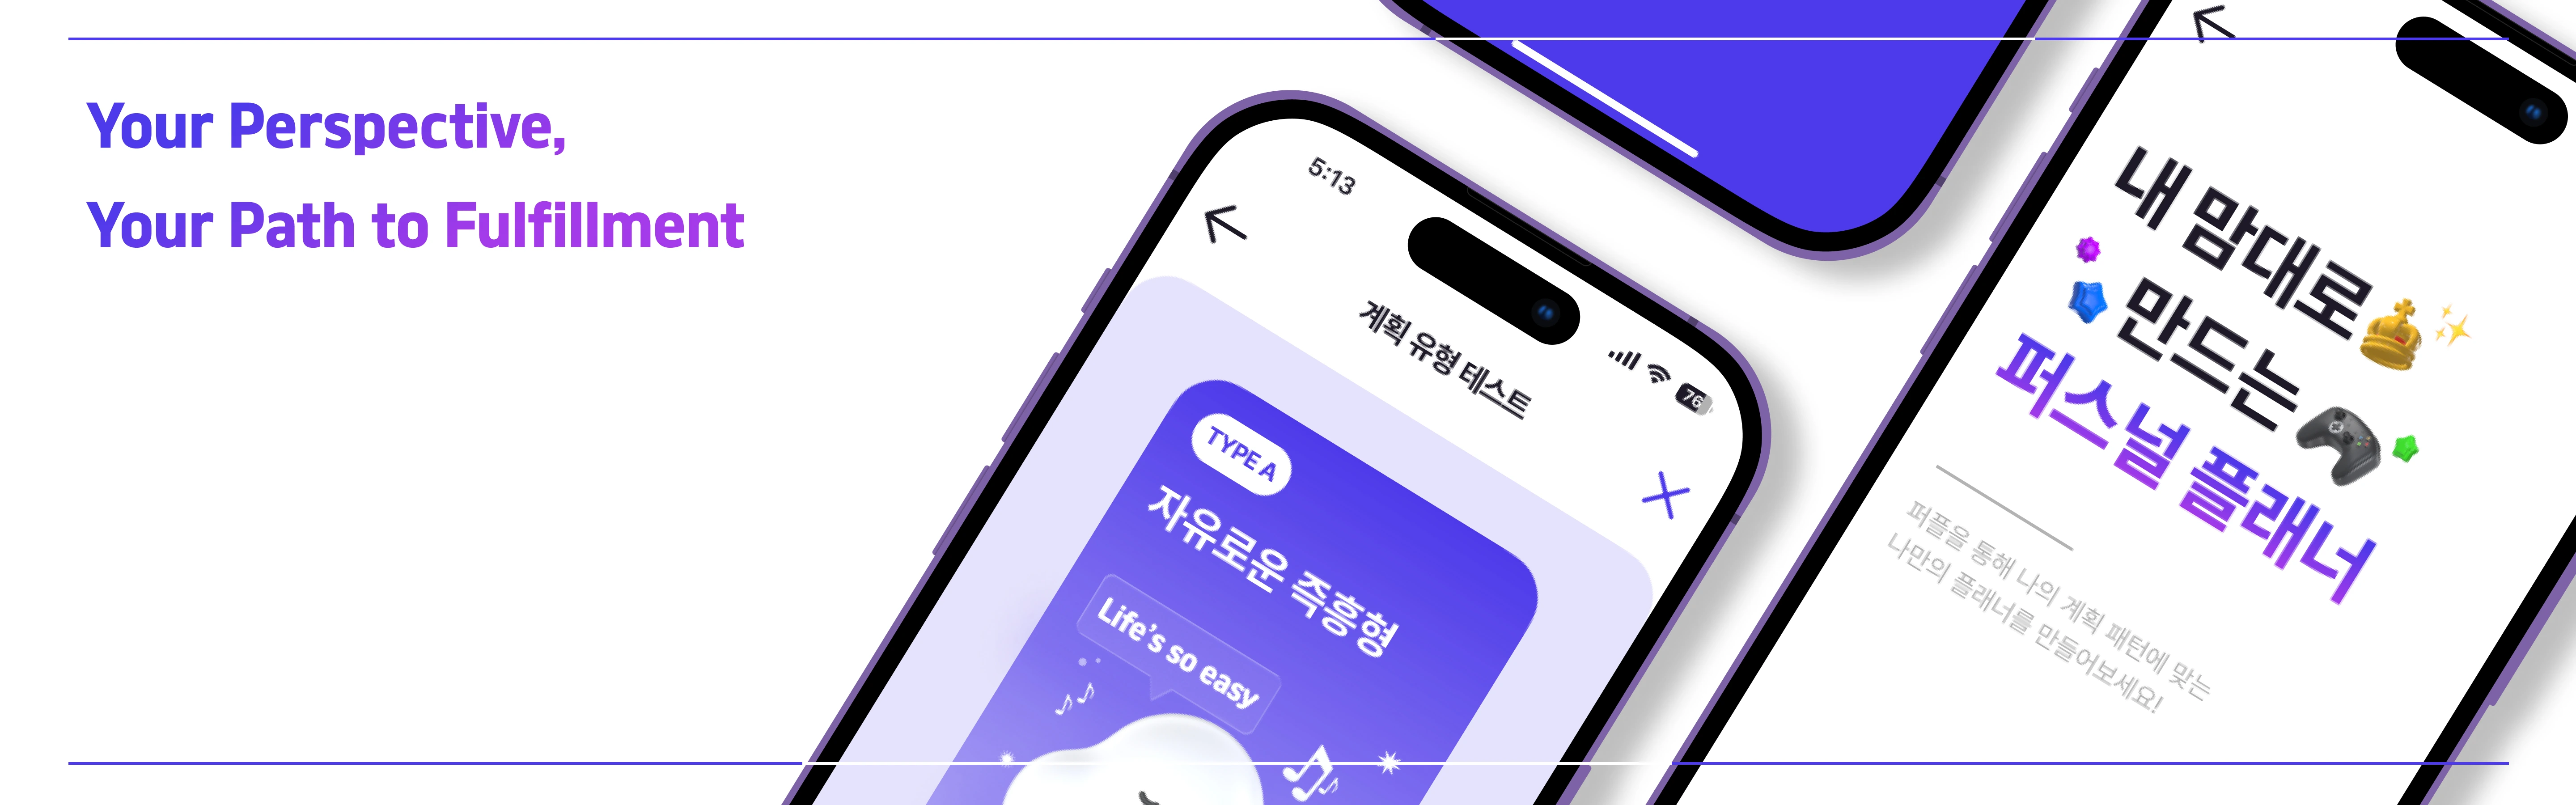 Your Perspective,
Your Path to Fulfillment
5:13
76
계획 유형 테스트
TYPE A
자유로운 즉흥형
Life's so easy
내 맘대로
만드는
퍼스널 플래너
퍼플을 통해 나의 계획 패턴에 맞는
나만의 플래너를 만들어보세요!